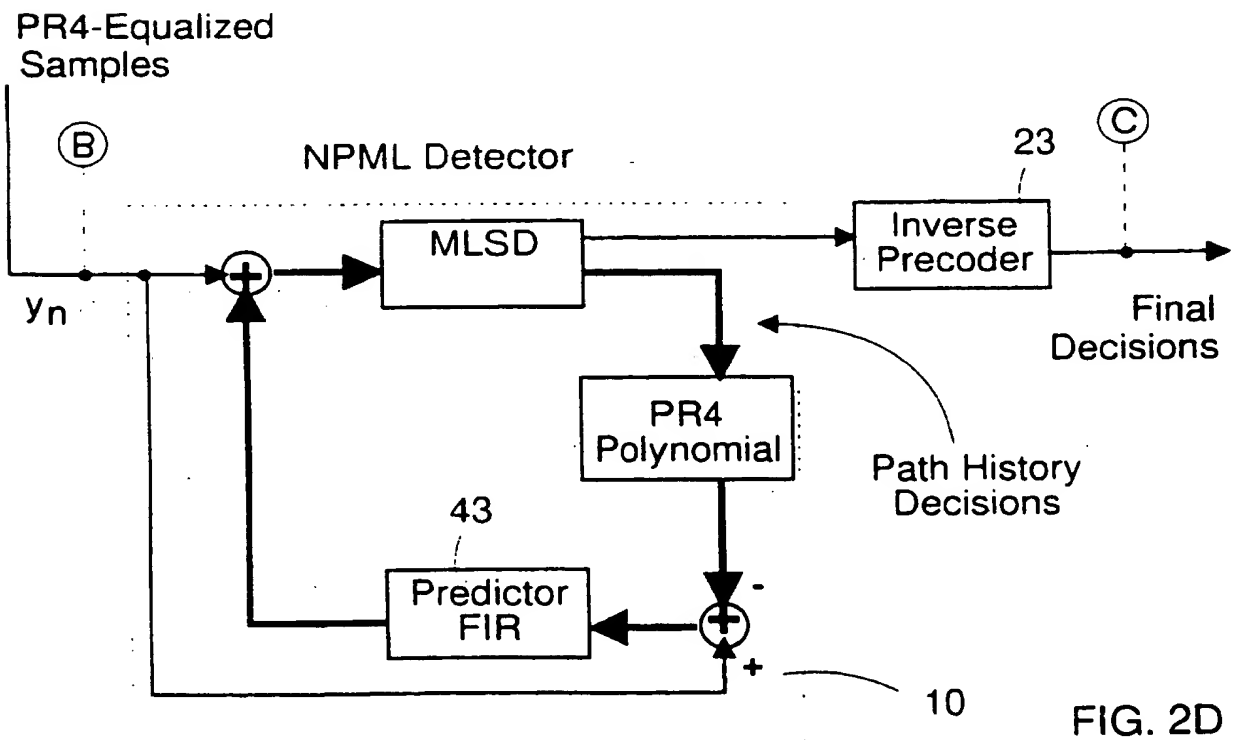 PR4-Equalized
Samples
B
NPML Detector
C
23
MLSD
Inverse
Precoder
+
yn
Final
Decisions
PR4
Polynomial
Path History
Decisions
43
Predictor
FIR
-
+
+
10
FIG. 2D